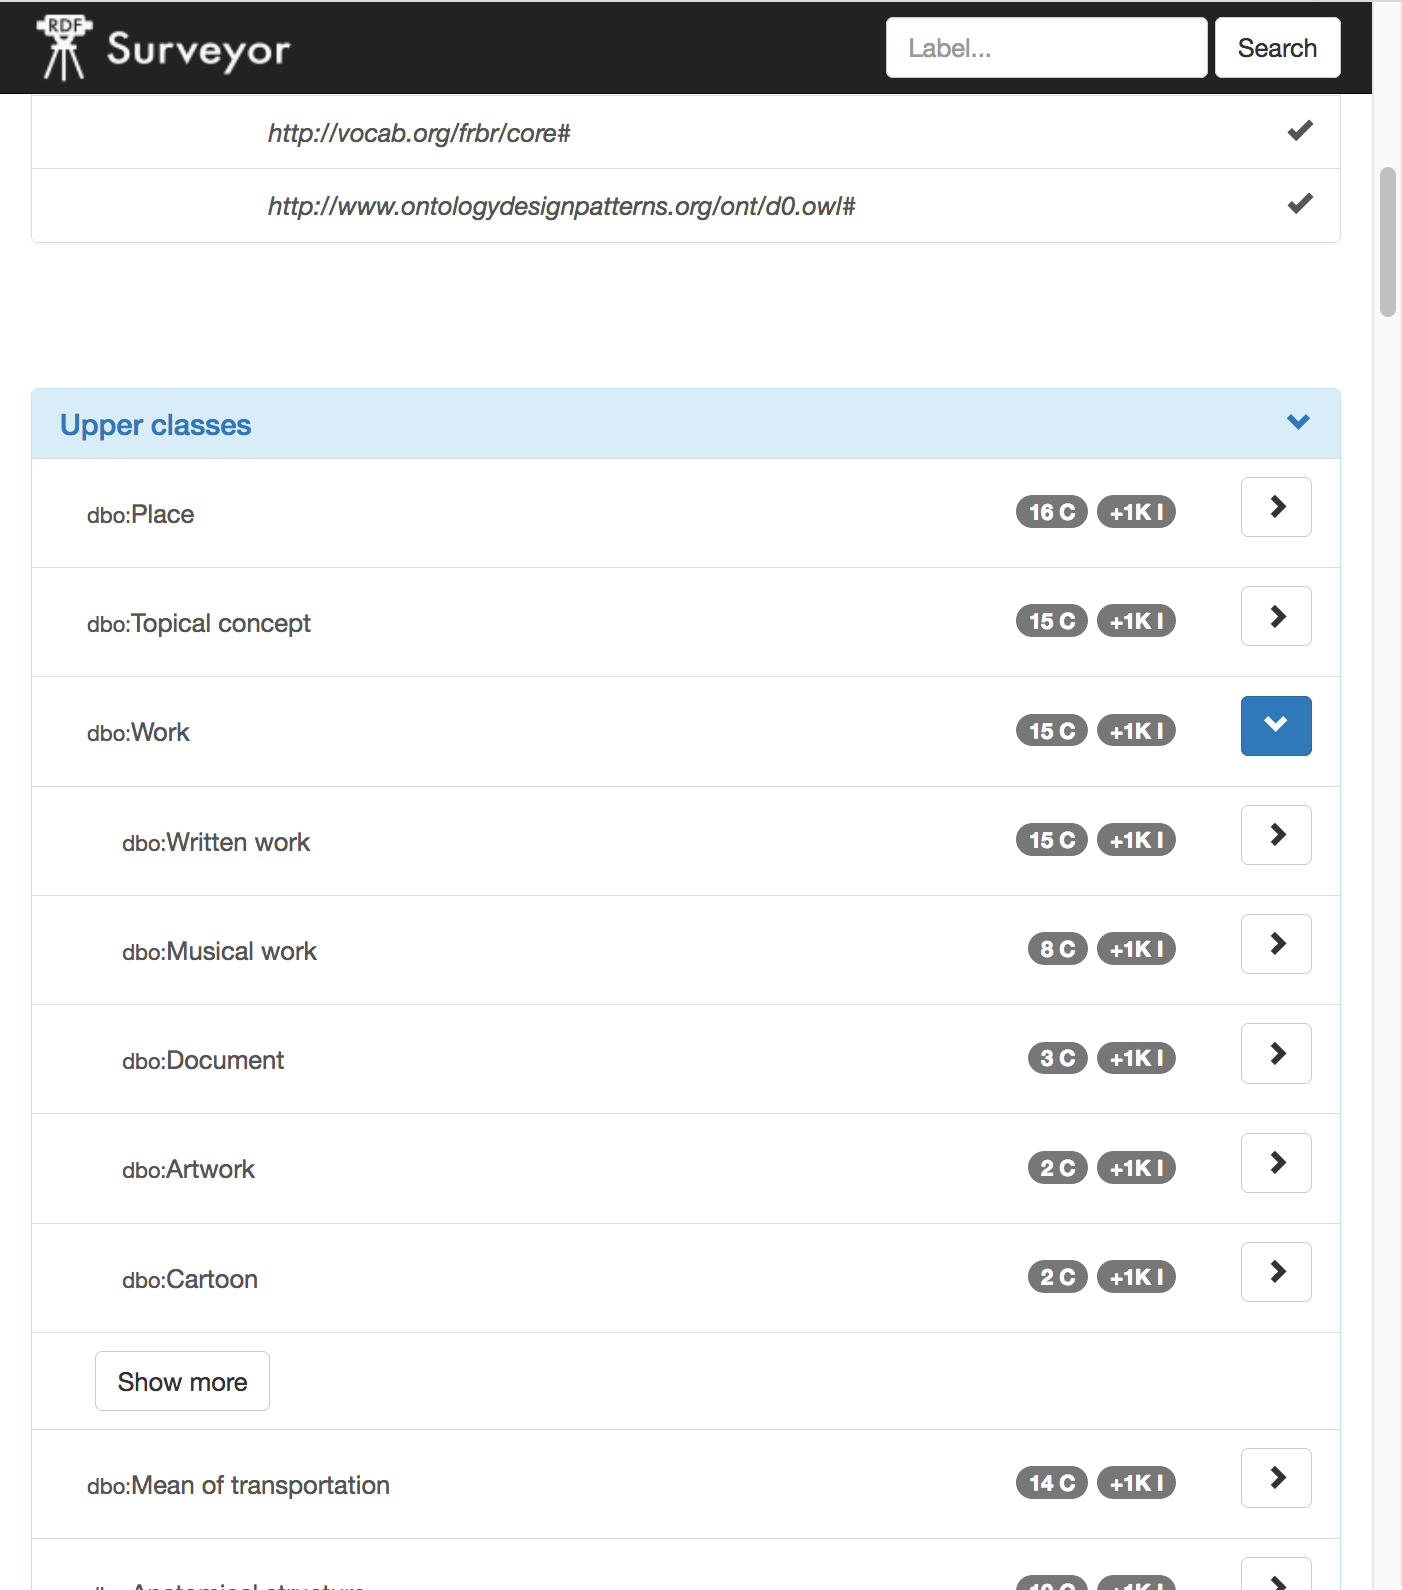 RDF
Surveyor
Label...
Search
http://vocab.org/frbr/core#
http://www.ontologydesignpatterns.org/ont/d0.owl#
Upper classes
dbo:Place 16 C +1K I
dbo:Topical concept 15 C +1K I
dbo:Work 15 C +1K I
dbo:Written work 15 C +1K I
dbo:Musical work 8 C +1K I
dbo:Document 3 C +1K I
dbo:Artwork 2 C +1K I
dbo:Cartoon 2 C +1K I
Show more
dbo:Mean of transportation 14 C +1K I